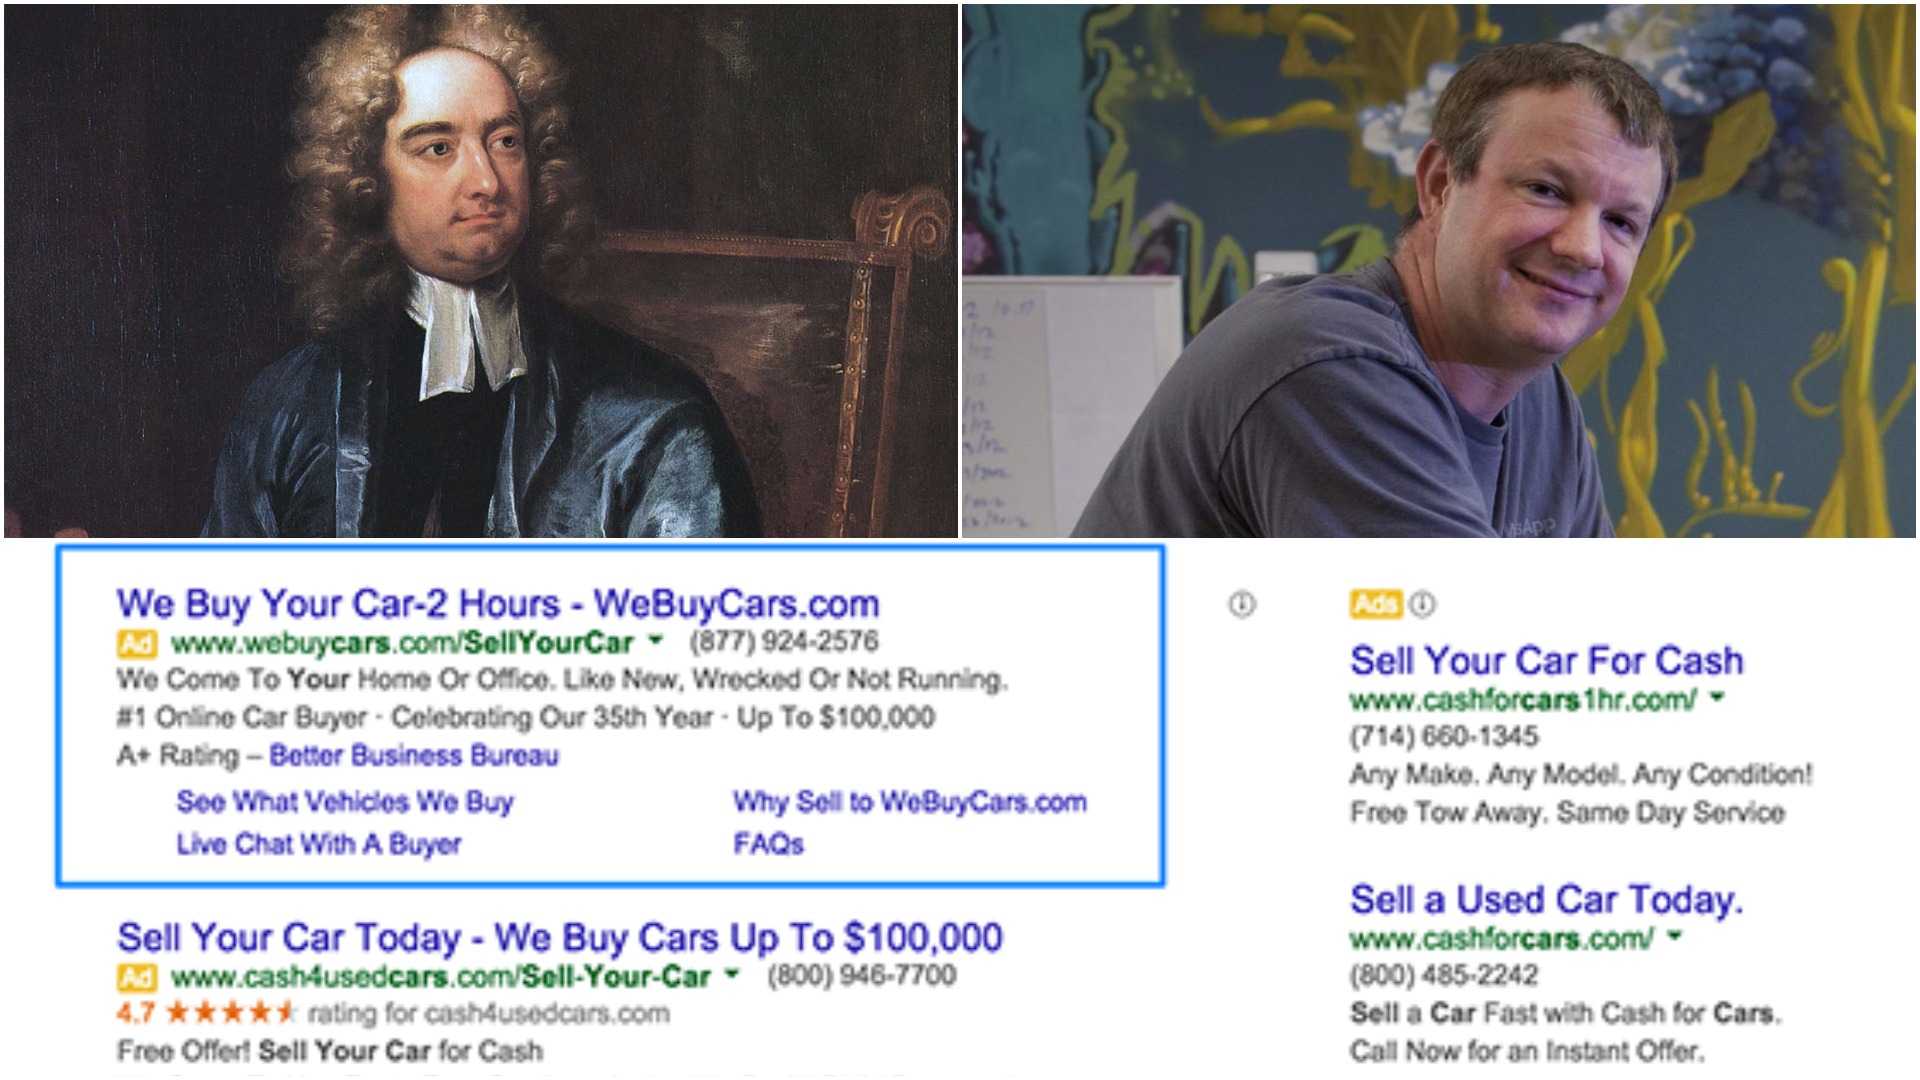 We Buy Your Car-2 Hours - WeBuyCars.com
Ad www.webuycars.com/SellYourCar (877) 924-2576
We Come To Your Home Or Office. Like New, Wrecked Or Not Running.
#1 Online Car Buyer · Celebrating Our 35th Year · Up To $100,000
A+ Rating – Better Business Bureau
See What Vehicles We Buy
Why Sell to WeBuyCars.com
Live Chat With A Buyer
FAQs
Sell Your Car Today - We Buy Cars Up To $100,000
Ad www.cash4usedcars.com/Sell-Your-Car (800) 946-7700
4.7 ★★★★ rating for cash4usedcars.com
Free Offer! Sell Your Car for Cash
Ads
Sell Your Car For Cash
www.cashforcars1hr.com/
(714) 660-1345
Any Make. Any Model. Any Condition!
Free Tow Away. Same Day Service
Sell a Used Car Today.
www.cashforcars.com/
(800) 485-2242
Sell a Car Fast with Cash for Cars.
Call Now for an Instant Offer.